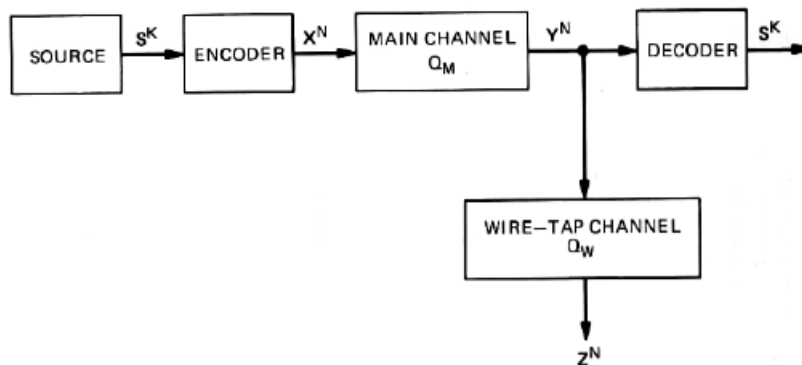 SOURCE
S^K
ENCODER
X^N
MAIN CHANNEL
Q_M
Y^N
DECODER
S^K
WIRE–TAP CHANNEL
Q_W
Z^N